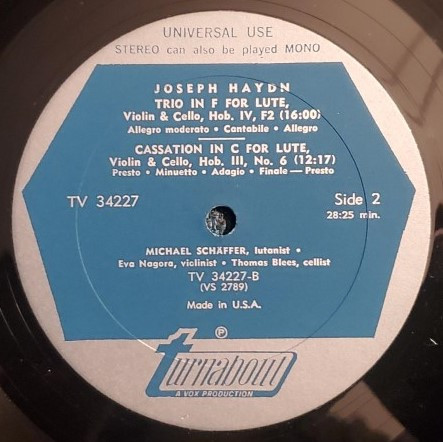 UNIVERSAL USE
STEREO can also be played MONO
JOSEPH HAYDN
TRIO IN F FOR LUTE,
Violin & Cello, Hob. IV, F2 (16:00)
Allegro moderato • Cantabile • Allegro
CASSATION IN C FOR LUTE,
Violin & Cello, Hob. III, No. 6 (12:17)
Presto • Minuetto • Adagio • Finale — Presto
TV 34227
Side 2
28:25 min.
MICHAEL SCHÄFFER, lutanist •
Eva Nagora, violinist • Thomas Blees, cellist
TV 34227-B
(VS 2789)
Made in U.S.A.
℗
turnabout
A VOX PRODUCTION